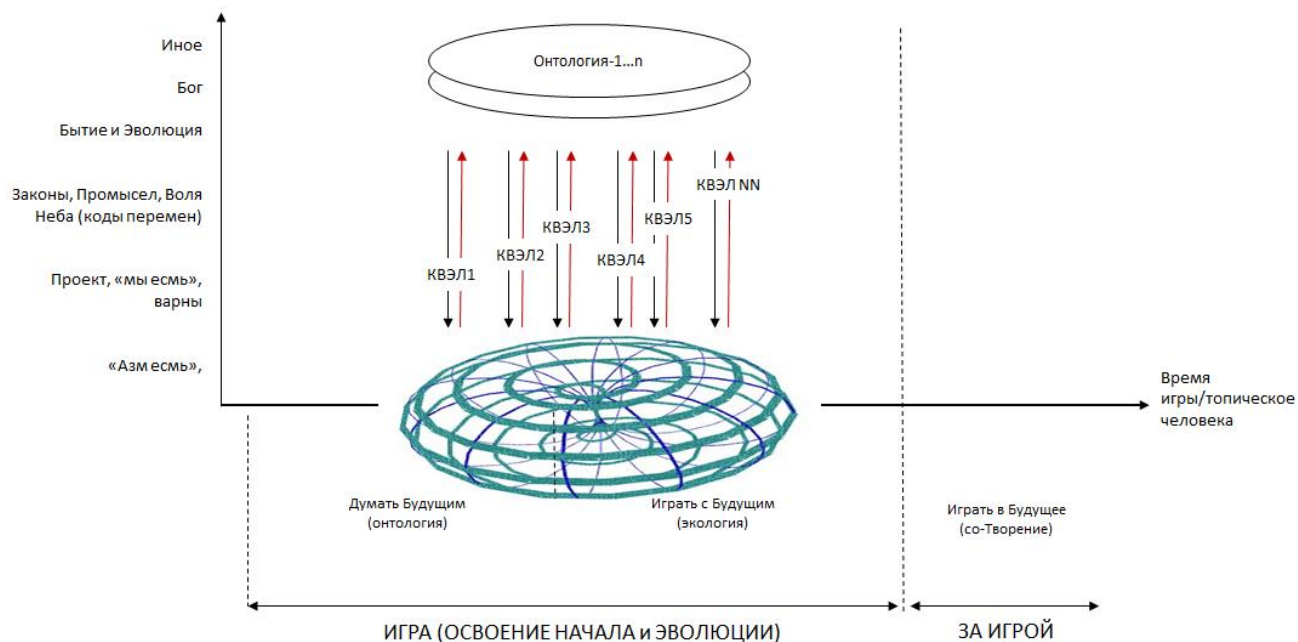 Иное
Бог
Бытие и Эволюция
Законы, Промысел, Воля
Неба (коды перемен)
Проект, «мы есмь»,
варны
«Азм есмь»,
Онтология-1...n
КВЭЛ1
КВЭЛ2
КВЭЛ3
КВЭЛ4
КВЭЛ5
КВЭЛ NN
Время
игры/топическое
человека
Думать Будущим
(онтология)
Играть с Будущим
(экология)
Играть в Будущее
(со-Творение)
ИГРА (ОСВОЕНИЕ НАЧАЛА и ЭВОЛЮЦИИ)
ЗА ИГРОЙ